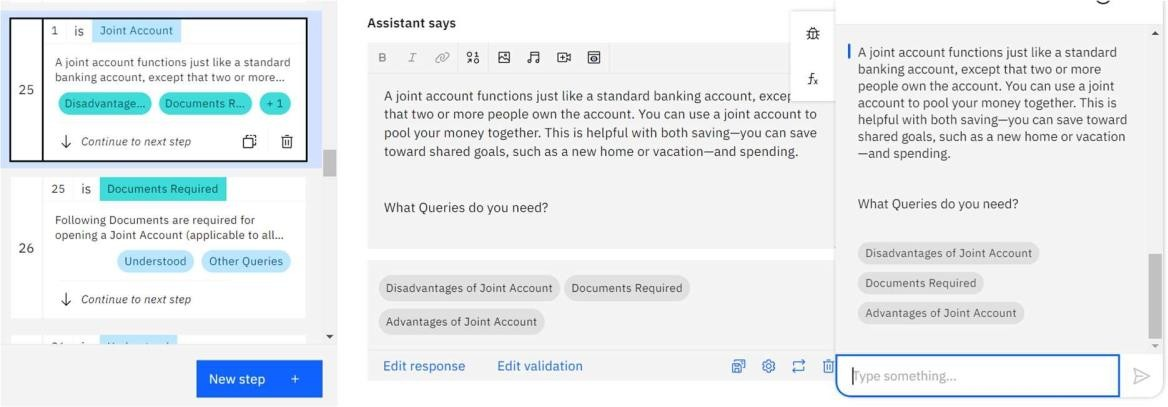 1 is Joint Account
A joint account functions just like a standard
banking account, except that two or more...
Disadvantage... Documents R... + 1
25
Continue to next step
25 is Documents Required
Following Documents are required for
opening a Joint Account (applicable to all...
26
Understood Other Queries
Continue to next step
New step +
Assistant says
B I
A joint account functions just like a standard banking account,
that two or more people own the account. You can use a joint account to
pool your money together. This is helpful with both saving—you can save
toward shared goals, such as a new home or vacation—and spending.
What Queries do you need?
Disadvantages of Joint Account Documents Required
Advantages of Joint Account
Edit response Edit validation
fx
A joint account functions just like a standard
banking account, except that two or more
people own the account. You can use a joint
account to pool your money together. This is
helpful with both saving—you can save toward
shared goals, such as a new home or vacation
—and spending.
What Queries do you need?
Disadvantages of Joint Account
Documents Required
Advantages of Joint Account
Type something...